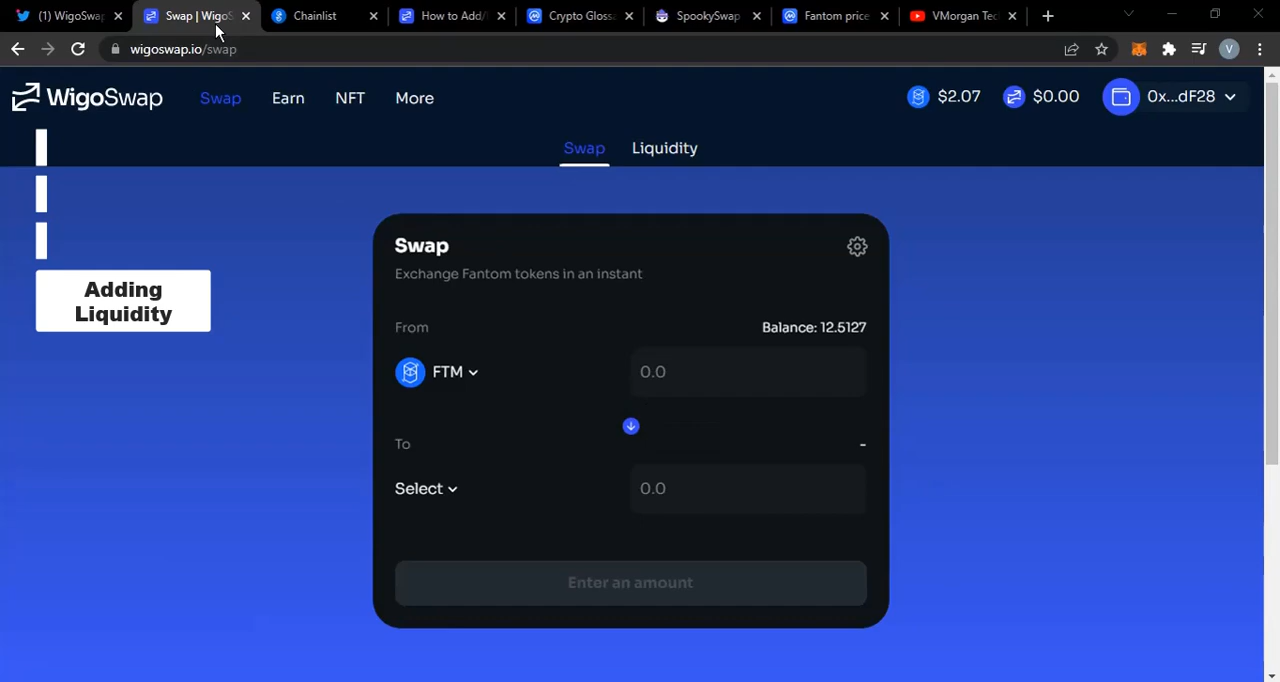 (1) WigoSwa
Swap | WigoS
Chainlist
How to Add/
Crypto Gloss
SpookySwap
Fantom price
VMorgan Tec
wigoswap.io/swap
V
WigoSwap
Swap
Earn
NFT
More
$2.07
$0.00
0x...dF28
Swap
Liquidity
Adding
Liquidity
Swap
Exchange Fantom tokens in an instant
From
Balance: 12.5127
FTM
0.0
To
-
Select
0.0
Enter an amount